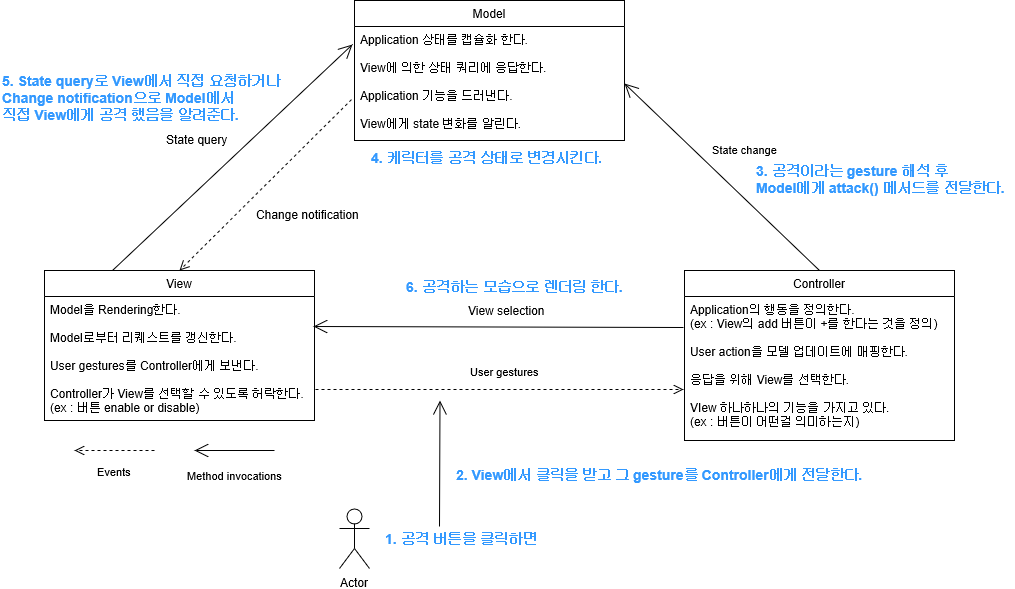 Model
Application 상태를 캡슐화 한다.
View에 의한 상태 쿼리에 응답한다.
Application 기능을 드러낸다.
View에게 state 변화를 알린다.
5. State query로 View에서 직접 요청하거나
Change notification으로 Model에서
직접 View에게 공격 했음을 알려준다.
State query
4. 케릭터를 공격 상태로 변경시킨다.
State change
3. 공격이라는 gesture 해석 후
Model에게 attack() 메서드를 전달한다.
Change notification
View
Model을 Rendering한다.
Model로부터 리퀘스트를 갱신한다.
User gestures를 Controller에게 보낸다.
Controller가 View를 선택할 수 있도록 허락한다.
(ex : 버튼 enable or disable)
6. 공격하는 모습으로 렌더링 한다.
View selection
User gestures
Controller
Application의 행동을 정의한다.
(ex : View의 add 버튼이 +를 한다는 것을 정의)
User action을 모델 업데이트에 매핑한다.
응답을 위해 View를 선택한다.
VIew 하나하나의 기능을 가지고 있다.
(ex : 버튼이 어떤걸 의미하는지)
Events
Method invocations
2. View에서 클릭을 받고 그 gesture를 Controller에게 전달한다.
1. 공격 버튼을 클릭하면
Actor